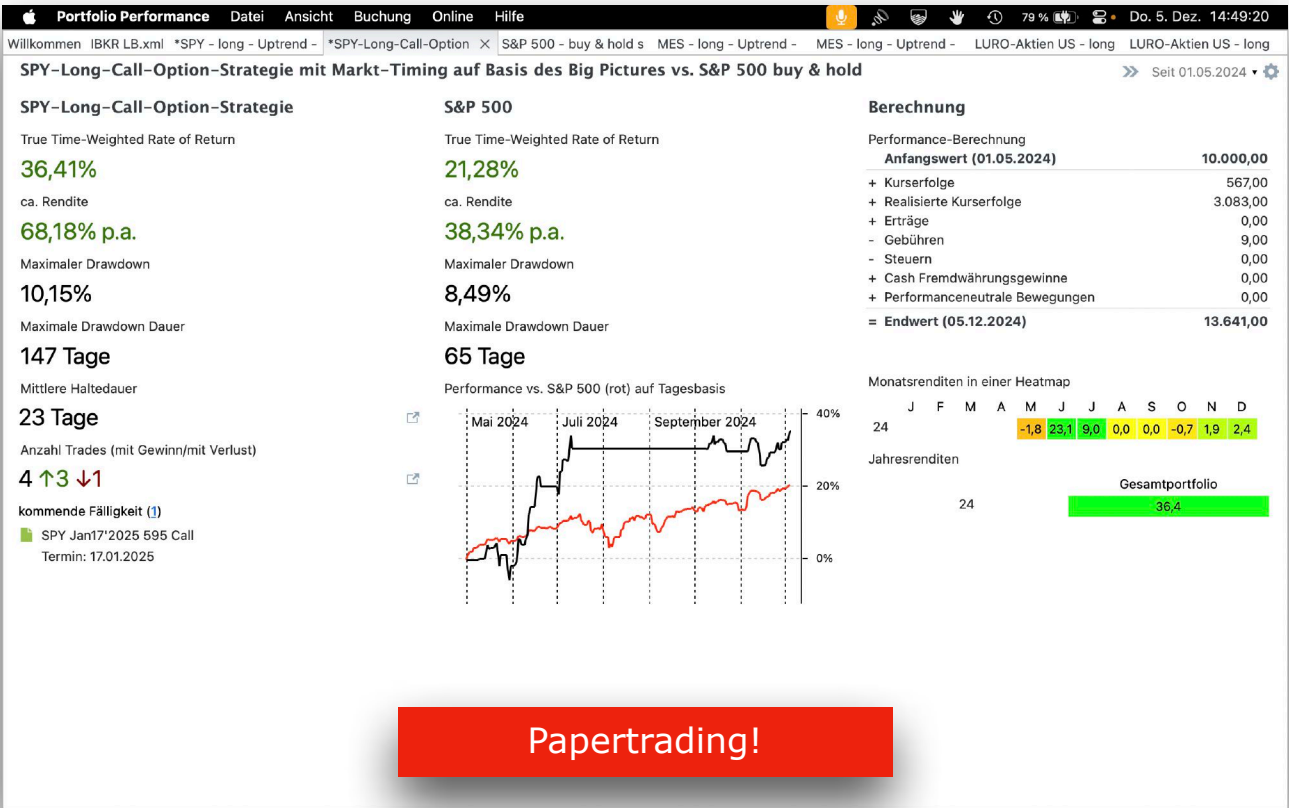 Portfolio Performance Datei Ansicht Buchung Online Hilfe 79 % Do. 5. Dez. 14:49:20
Willkommen IBKR LB.xml *SPY - long - Uptrend - *SPY-Long-Call-Option × S&P 500 - buy & hold s MES - long - Uptrend - MES - long - Uptrend - LURO-Aktien US - long LURO-Aktien US - long
SPY-Long-Call-Option-Strategie mit Markt-Timing auf Basis des Big Pictures vs. S&P 500 buy & hold
Seit 01.05.2024
SPY-Long-Call-Option-Strategie
True Time-Weighted Rate of Return
36,41%
ca. Rendite
68,18% p.a.
Maximaler Drawdown
10,15%
Maximale Drawdown Dauer
147 Tage
Mittlere Haltedauer
23 Tage
Anzahl Trades (mit Gewinn/mit Verlust)
4 ↑3 ↓1
kommende Fälligkeit (1)
SPY Jan17'2025 595 Call
Termin: 17.01.2025
S&P 500
True Time-Weighted Rate of Return
21,28%
ca. Rendite
38,34% p.a.
Maximaler Drawdown
8,49%
Maximale Drawdown Dauer
65 Tage
Performance vs. S&P 500 (rot) auf Tagesbasis
Mai 2024 Juli 2024 September 2024
40%
20%
0%
Berechnung
Performance-Berechnung
Anfangswert (01.05.2024) 10.000,00
+ Kurserfolge 567,00
+ Realisierte Kurserfolge 3.083,00
+ Erträge 0,00
- Gebühren 9,00
- Steuern 0,00
+ Cash Fremdwährungsgewinne 0,00
+ Performanceneutrale Bewegungen 0,00
= Endwert (05.12.2024) 13.641,00
Monatsrenditen in einer Heatmap
J F M A M J J A S O N D
24 -1,8 23,1 9,0 0,0 0,0 -0,7 1,9 2,4
Jahresrenditen
Gesamtportfolio
24 36,4
Papertrading!